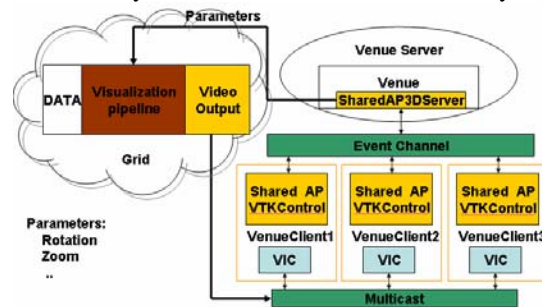 Parameters
Venue Server
Venue
SharedAP3DServer
DATA
Visualization
pipeline
Video
Output
Grid
Event Channel
Shared AP
VTKControl
Shared AP
VTKControl
Shared AP
VTKControl
VenueClient1
VenueClient2
VenueClient3
VIC
VIC
VIC
Multicast
Parameters:
Rotation
Zoom
..